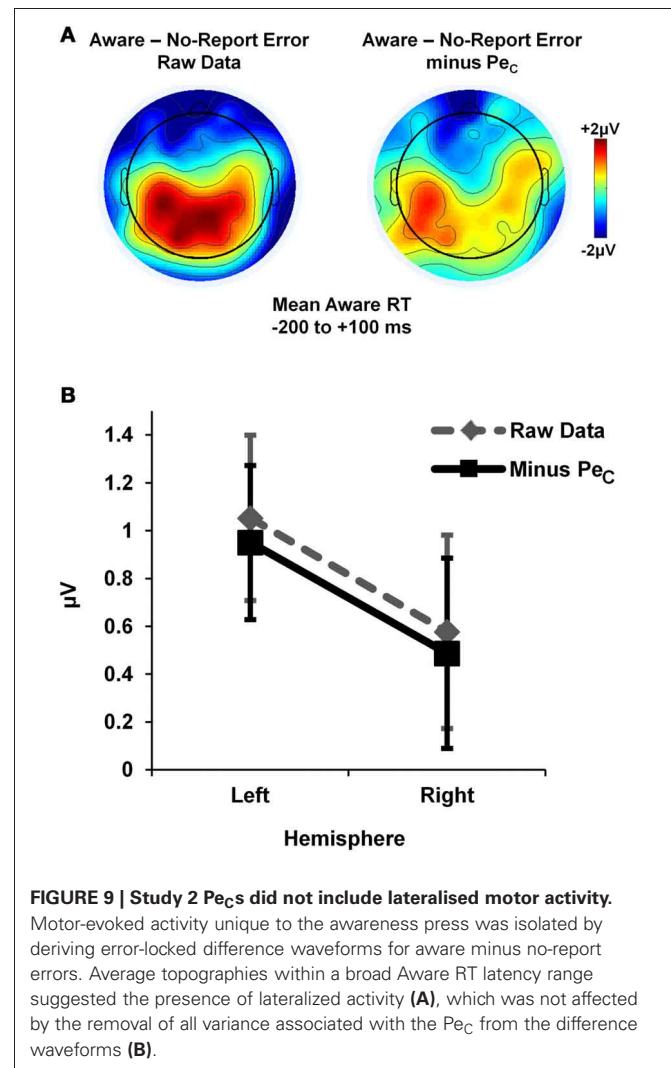 A
Aware – No-Report Error
Raw Data
Aware – No-Report Error
minus PeC
+2µV
-2µV
Mean Aware RT
-200 to +100 ms
B
Raw Data
Minus PeC
µV
1.4
1.2
1
0.8
0.6
0.4
0.2
0
Left
Right
Hemisphere
FIGURE 9 | Study 2 PeCs did not include lateralised motor activity.
Motor-evoked activity unique to the awareness press was isolated by
deriving error-locked difference waveforms for aware minus no-report
errors. Average topographies within a broad Aware RT latency range
suggested the presence of lateralized activity (A), which was not affected
by the removal of all variance associated with the PeC from the difference
waveforms (B).